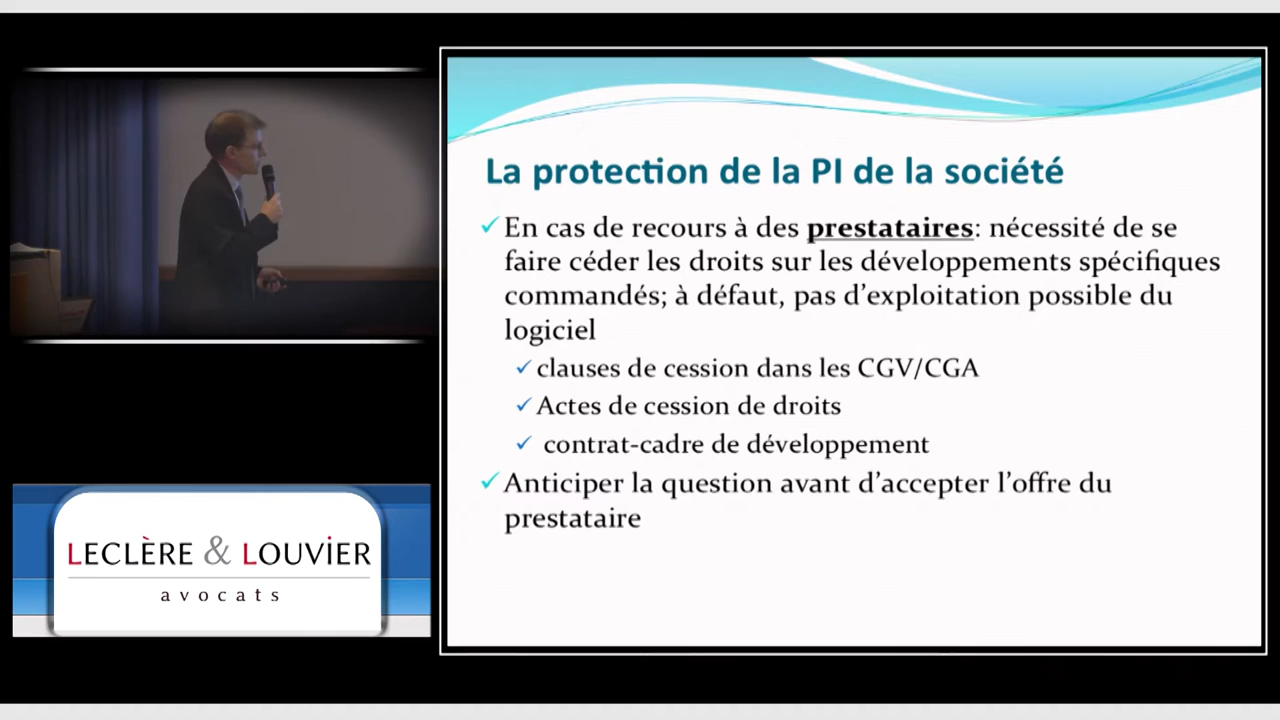 La protection de la PI de la société
✓ En cas de recours à des prestataires: nécessité de se
faire céder les droits sur les développements spécifiques
commandés; à défaut, pas d’exploitation possible du
logiciel
✓ clauses de cession dans les CGV/CGA
✓ Actes de cession de droits
✓ contrat-cadre de développement
✓ Anticiper la question avant d’accepter l’offre du
prestataire
LECLÈRE & LOUVIER
avocats